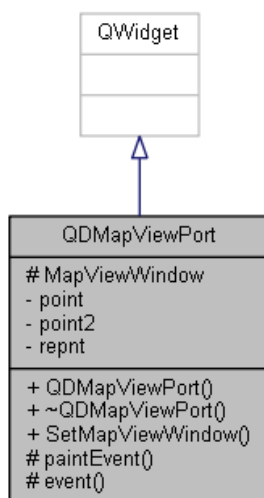 QWidget
QDMapViewPort
# MapViewWindow
- point
- point2
- repnt
+ QDMapViewPort()
+ ~QDMapViewPort()
+ SetMapViewWindow()
# paintEvent()
# event()